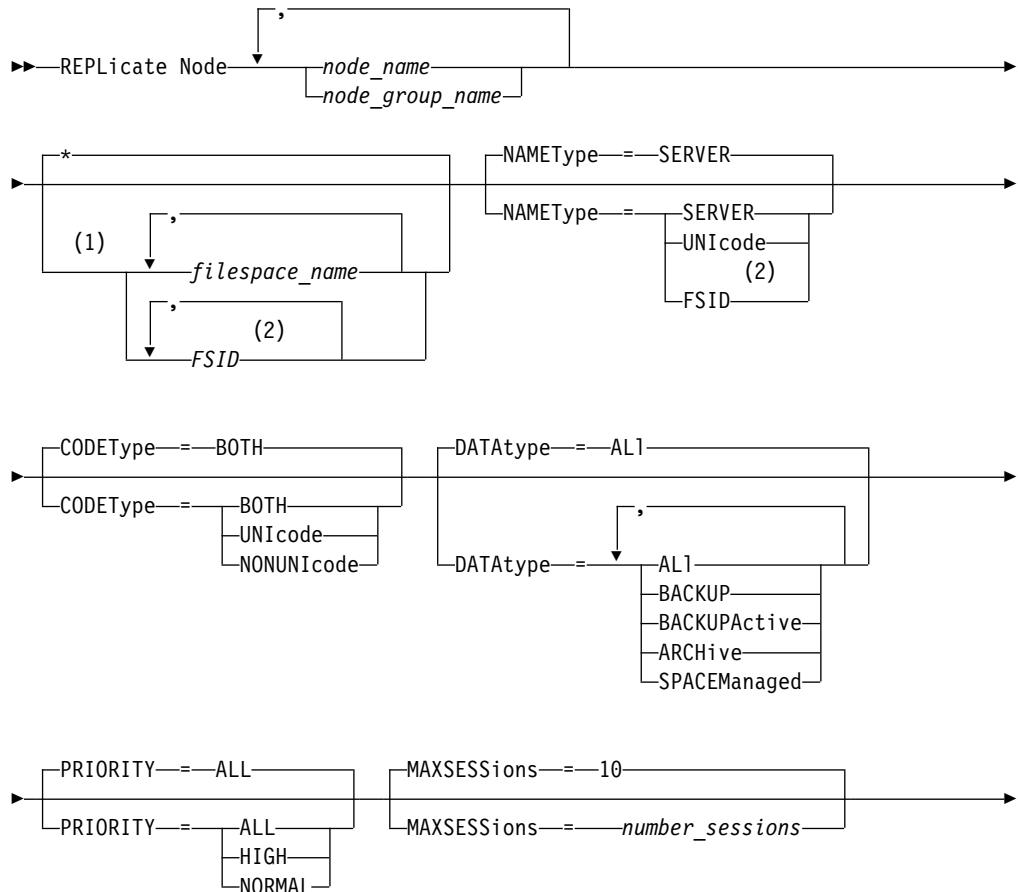 ,
REPLicate Node node_name
node_group_name
*
,
(1)
filespace_name
,
(2)
FSID
NAMEType = SERVER
NAMEType = SERVER
UNIcode
(2)
FSID
CODEType = BOTH
CODEType = BOTH
UNIcode
NONUNIcode
DATAtype = ALl
,
DATAtype = ALl
BACKUP
BACKUPActive
ARCHive
SPACEManaged
PRIORITY = ALL
PRIORITY = ALL
HIGH
NORMAL
MAXSESSions = 10
MAXSESSions = number_sessions